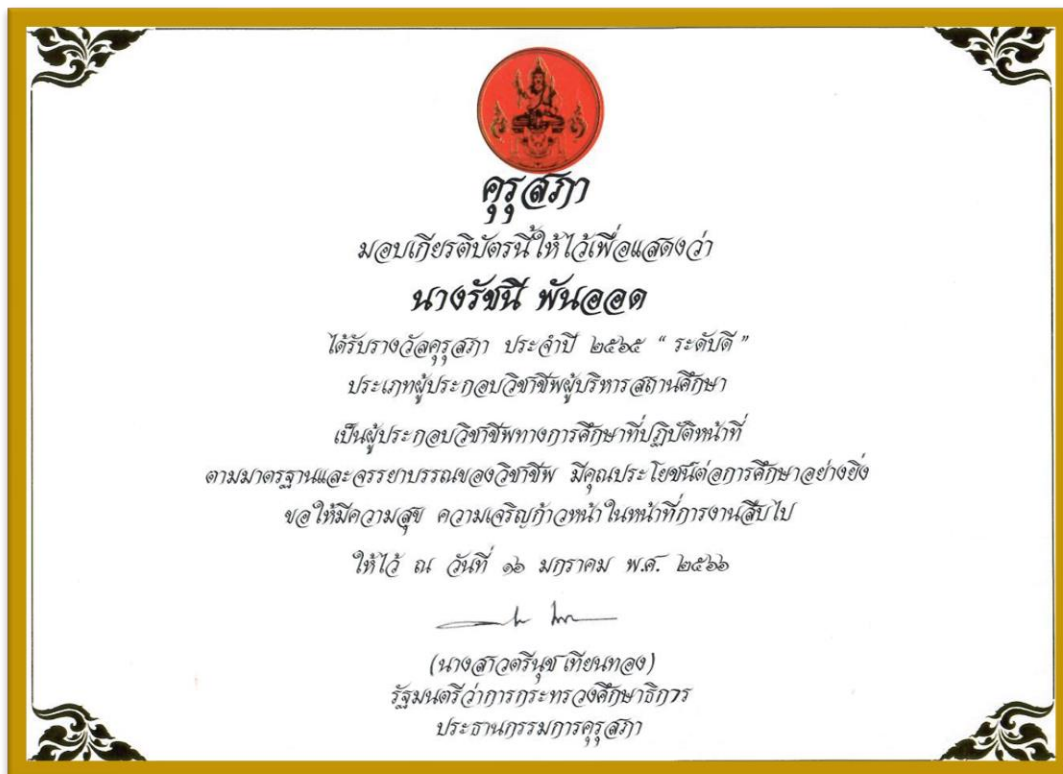 คุรุสภา
มอบเกียรติบัตรนี้ให้ไว้เพื่อแสดงว่า
นางรัชนี พันออด
ได้รับรางวัลคุรุสภา ประจำปี ๒๕๖๕ “ ระดับดี ”
ประเภทผู้ประกอบวิชาชีพผู้บริหารสถานศึกษา
เป็นผู้ประกอบวิชาชีพทางการศึกษาที่ปฏิบัติหน้าที่
ตามมาตรฐานและจรรยาบรรณของวิชาชีพ มีคุณประโยชน์ต่อการศึกษาอย่างยิ่ง
ขอให้มีความสุข ความเจริญก้าวหน้าในหน้าที่การงานสืบไป
ให้ไว้ ณ วันที่ ๑๖ มกราคม พ.ศ. ๒๕๖๖
(นางสาวตรีนุช เทียนทอง)
รัฐมนตรีว่าการกระทรวงศึกษาธิการ
ประธานกรรมการคุรุสภา